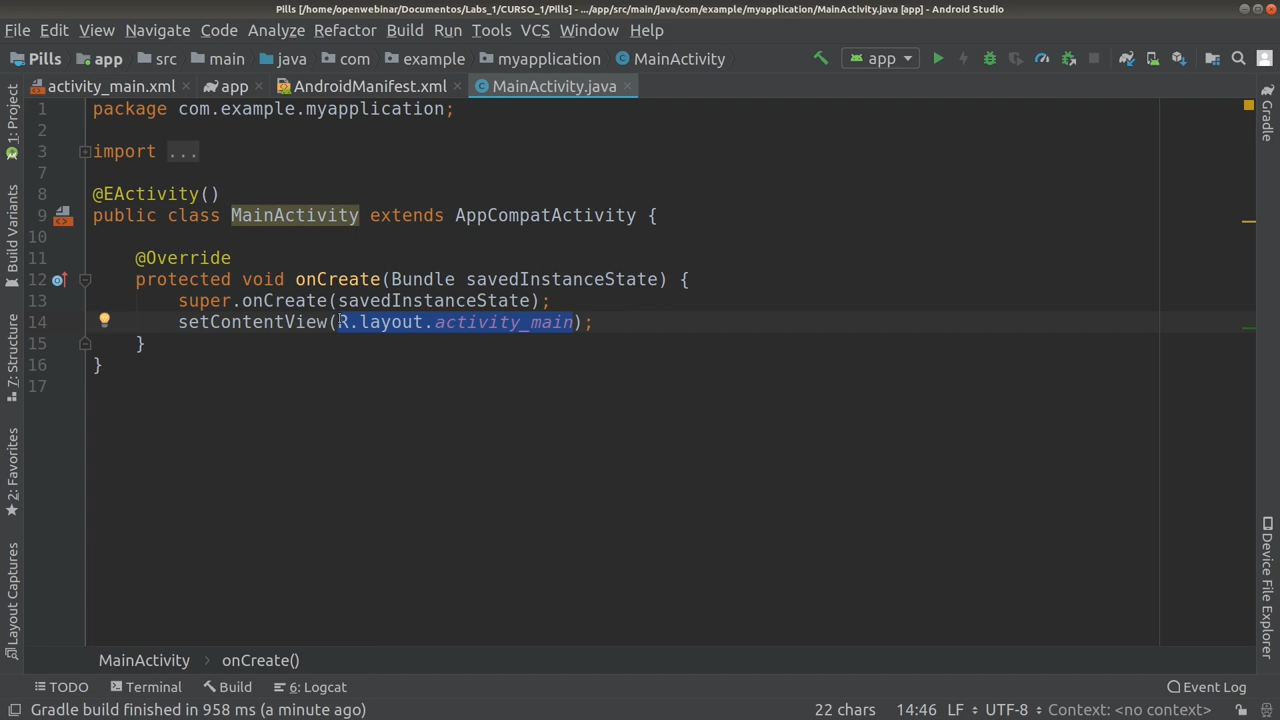 Pills [/home/openwebinar/Documentos/Labs_1/CURSO_1/Pills] - .../app/src/main/java/com/example/myapplication/MainActivity.java [app] - Android Studio
File Edit View Navigate Code Analyze Refactor Build Run Tools VCS Window Help
Pills app src main java com example myapplication MainActivity app
activity_main.xml app AndroidManifest.xml MainActivity.java
1 package com.example.myapplication;
2
3 import ...
7
8 @EActivity()
9 public class MainActivity extends AppCompatActivity {
10
11 @Override
12 protected void onCreate(Bundle savedInstanceState) {
13 super.onCreate(savedInstanceState);
14 setContentView(R.layout.activity_main);
15 }
16 }
17
1: Project
Build Variants
7: Structure
2: Favorites
Layout Captures
Gradle
Device File Explorer
MainActivity > onCreate()
TODO Terminal Build 6: Logcat Event Log
Gradle build finished in 958 ms (a minute ago) 22 chars 14:46 LF UTF-8 Context: <no context>